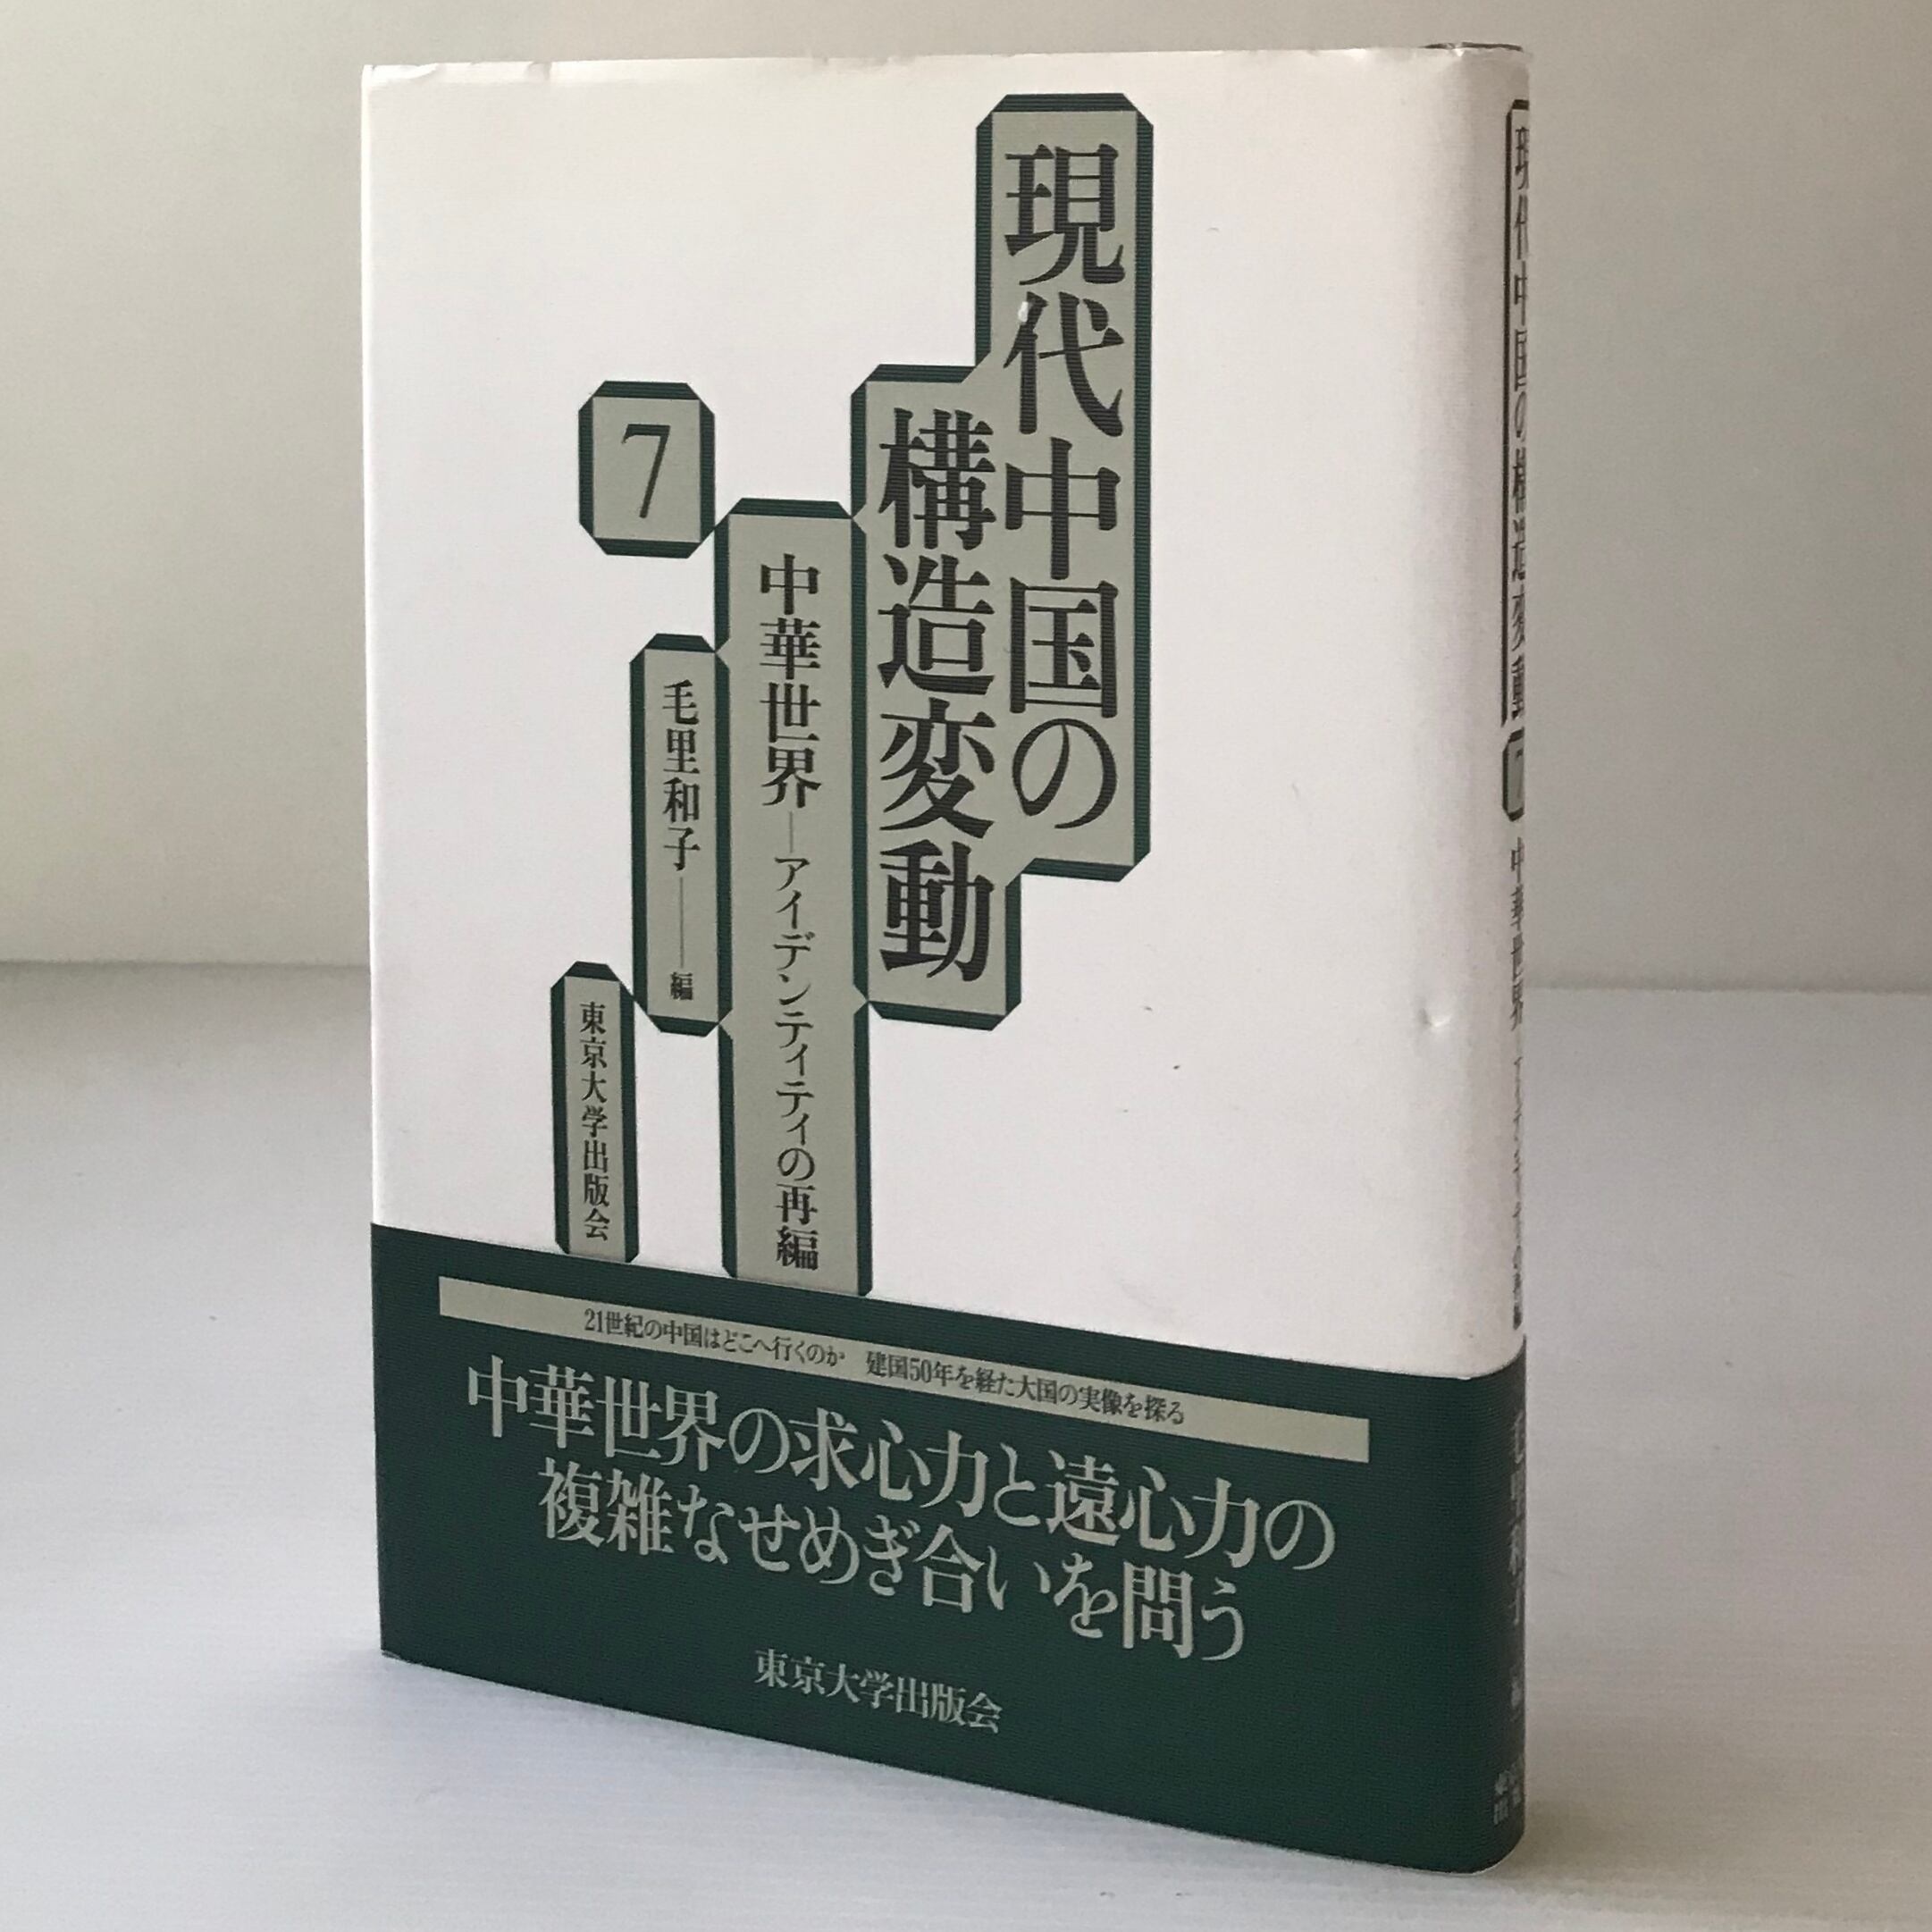 現代中国の
構造変動
7
中華世界―アイデンティティの再編
毛里和子――編
東京大学出版会
21世紀の中国はどこへ行くのか　建国50年を経た大国の実像を探る
中華世界の求心力と遠心力の
複雑なせめぎ合いを問う
東京大学出版会
現代中国の構造変動
7
中華世界